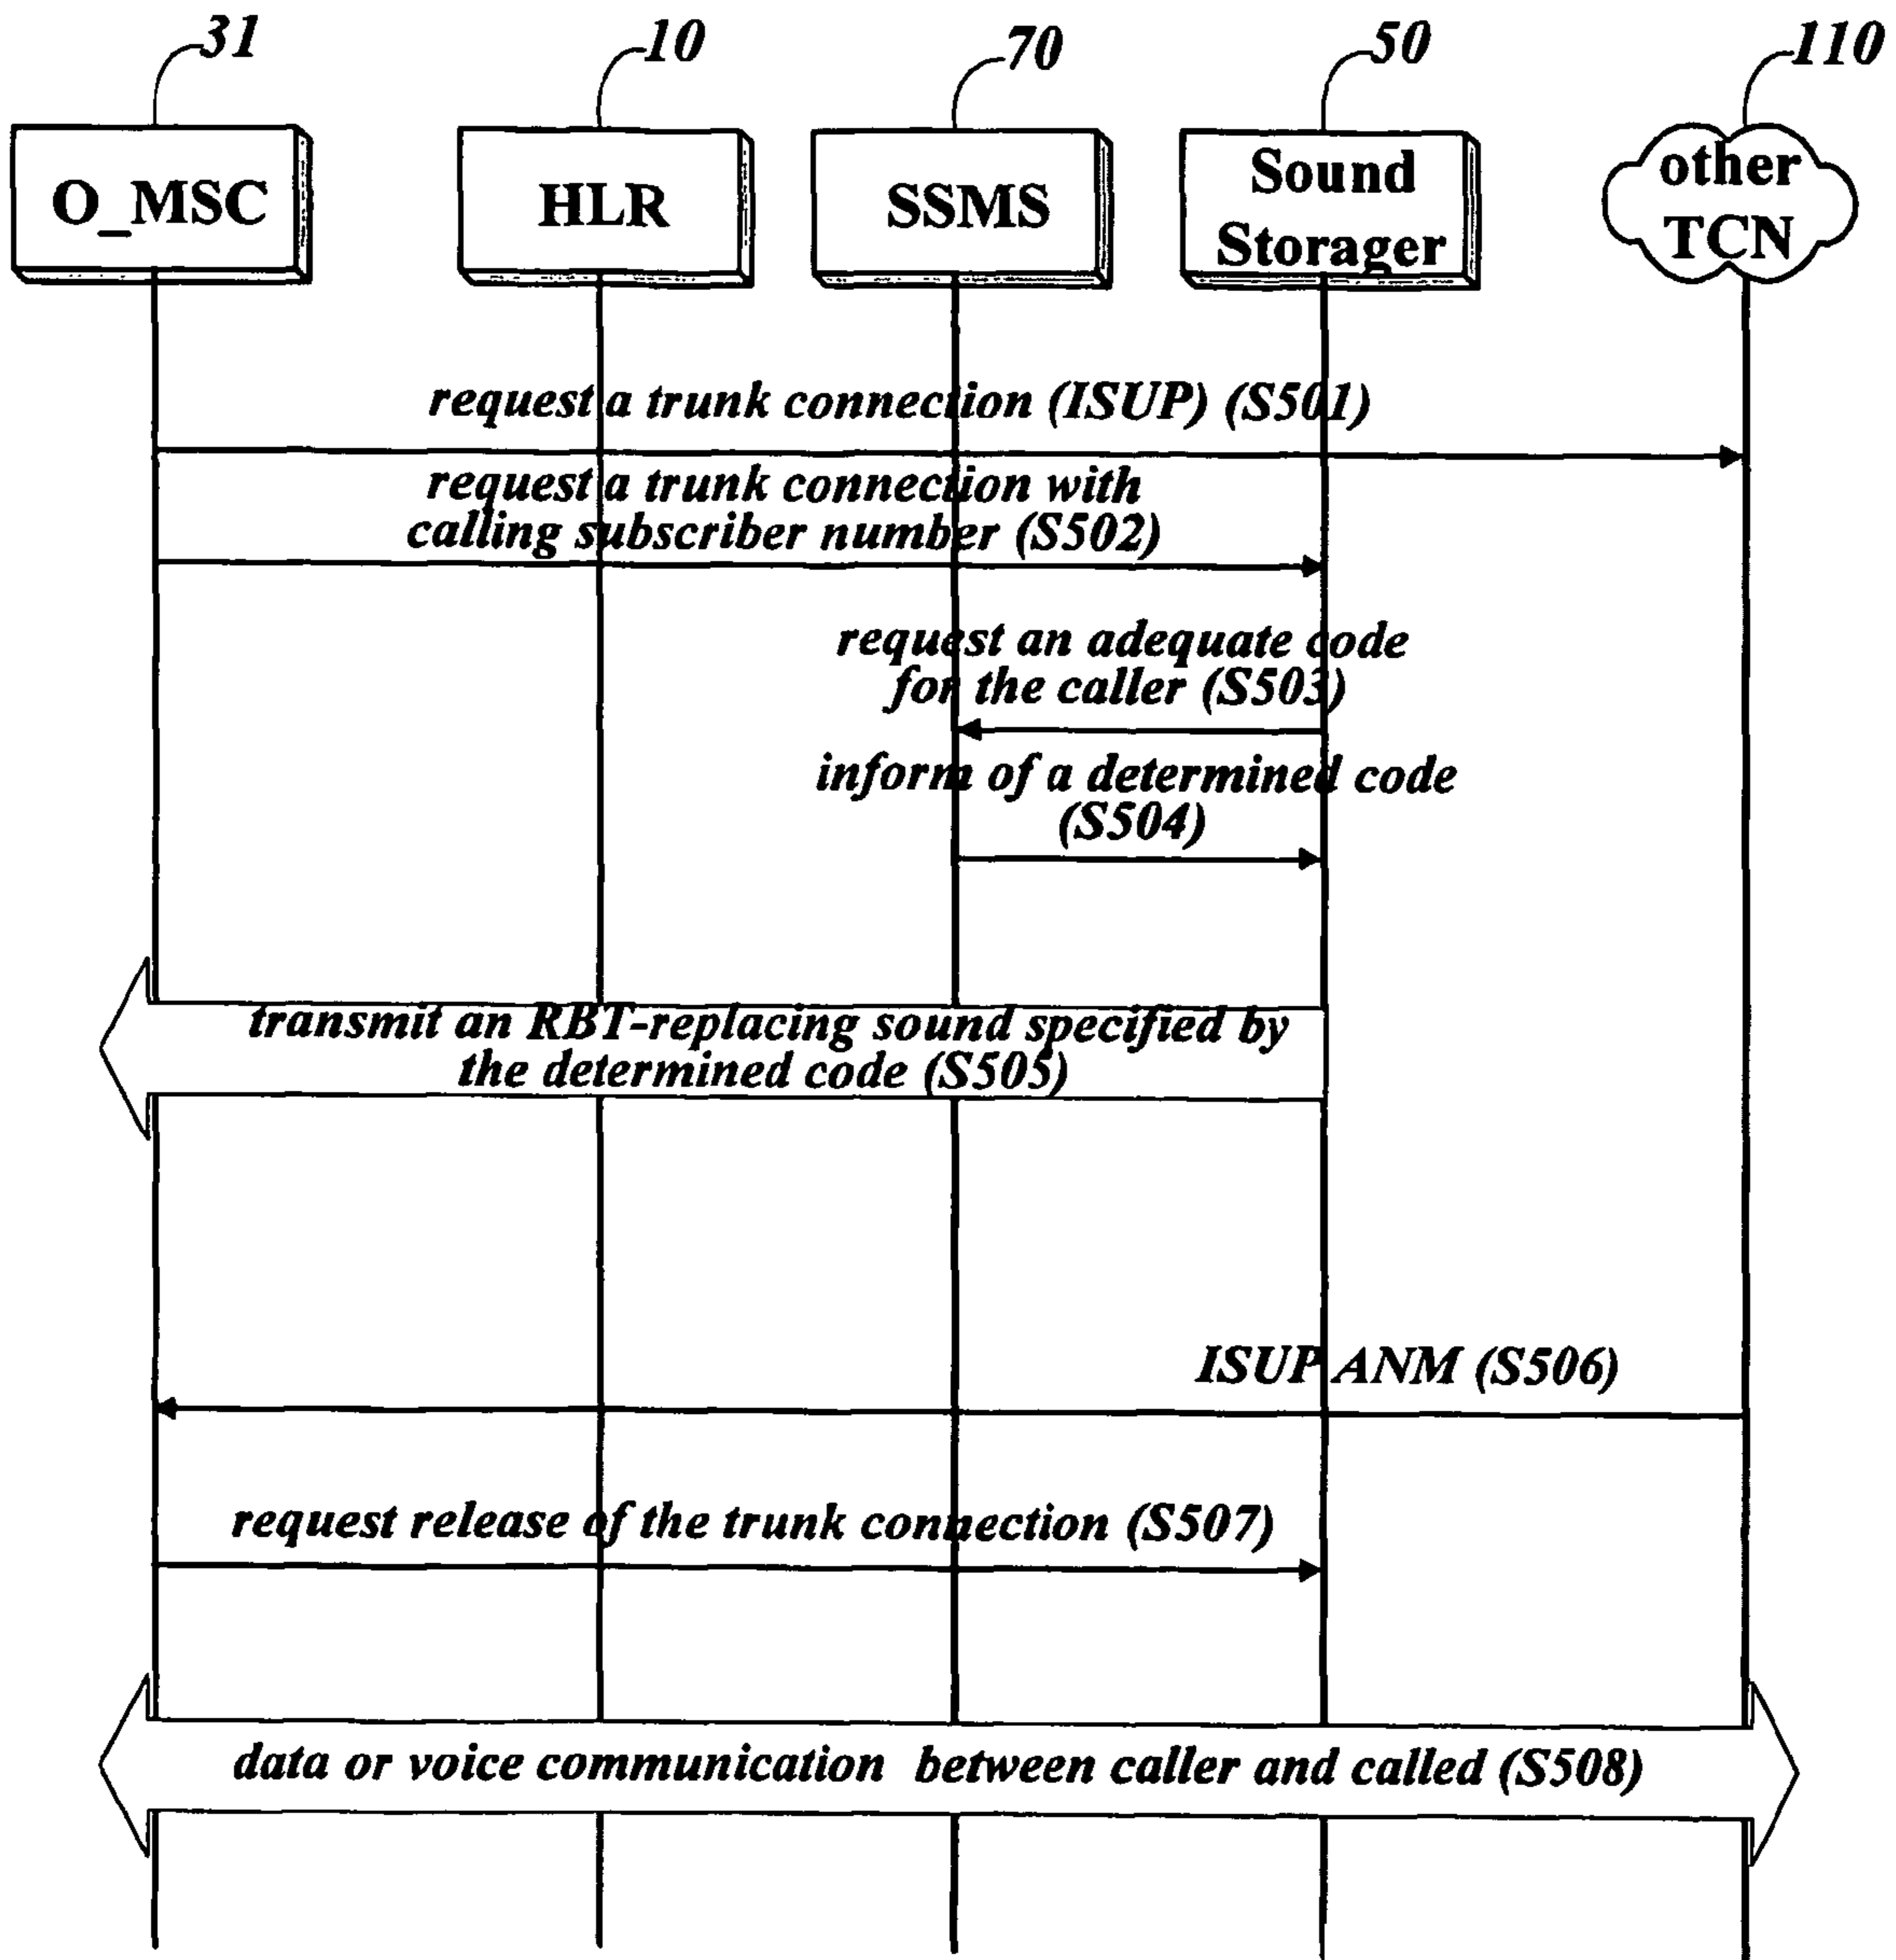 31
10
70
50
110
O_MSC
HLR
SSMS
Sound
Storager
other
TCN
request a trunk connection (ISUP) (S501)
request a trunk connection with
calling subscriber number (S502)
request an adequate code
for the caller (S503)
inform of a determined code
(S504)
transmit an RBT-replacing sound specified by
the determined code (S505)
ISUP ANM (S506)
request release of the trunk connection (S507)
data or voice communication between caller and called (S508)